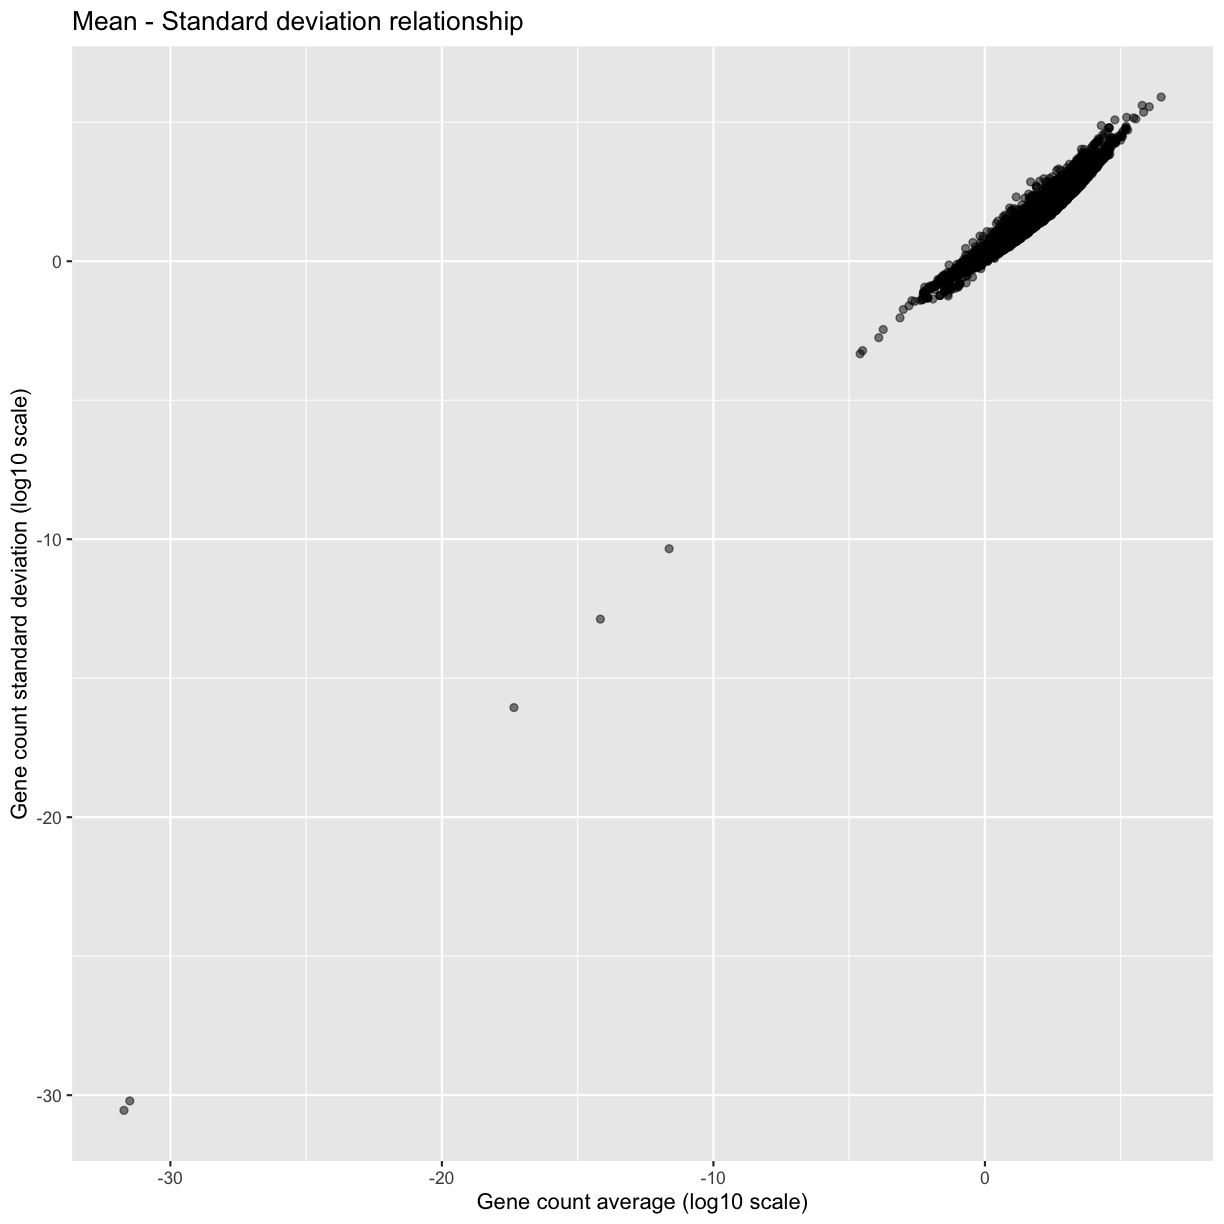 Mean - Standard deviation relationship
Gene count standard deviation (log10 scale)
0
-10
-20
-30
-30
-20
-10
0
Gene count average (log10 scale)